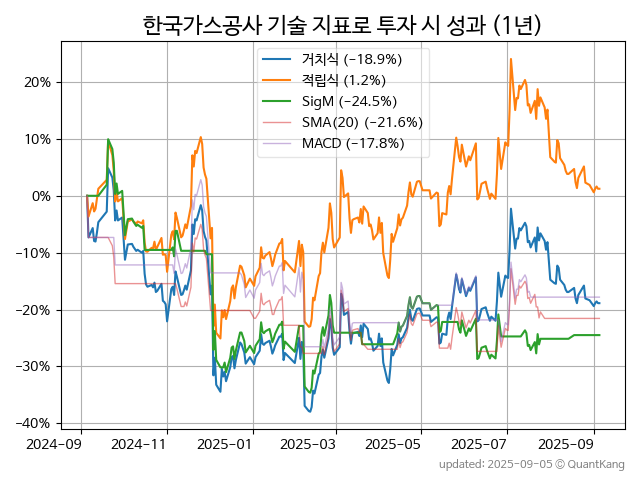 한국가스공사 기술 지표로 투자 시 성과 (1년)
거치식 (−18.9%)
적립식 (1.2%)
SigM (−24.5%)
SMA(20) (−21.6%)
MACD (−17.8%)
20%
10%
0%
−10%
−20%
−30%
−40%
2024-09 2024-11 2025-01 2025-03 2025-05 2025-07 2025-09
updated: 2025-09-05 ⓒ QuantKang